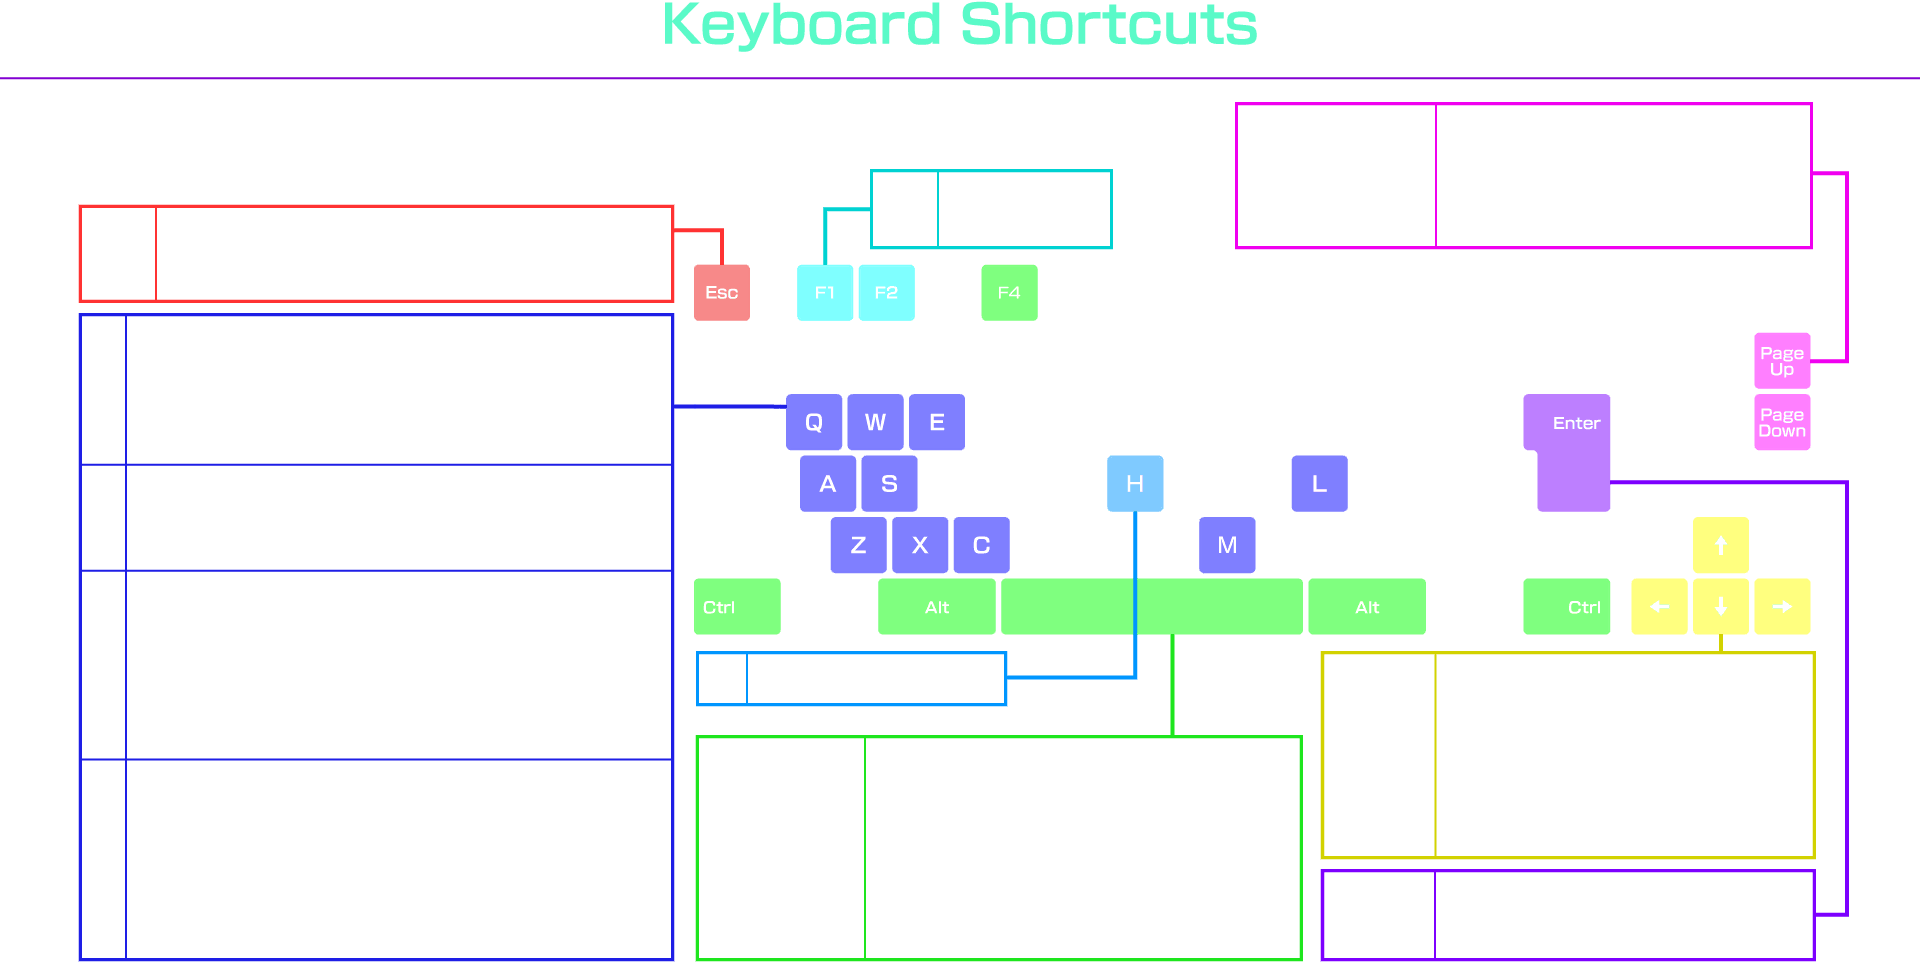 Keyboard Shortcuts
Esc
F1
F2
F4
Page
Up
Q
W
E
Enter
Page
Down
A
S
H
L
Z
X
C
M
↑
Ctrl
Alt
Alt
Ctrl
←
↓
→